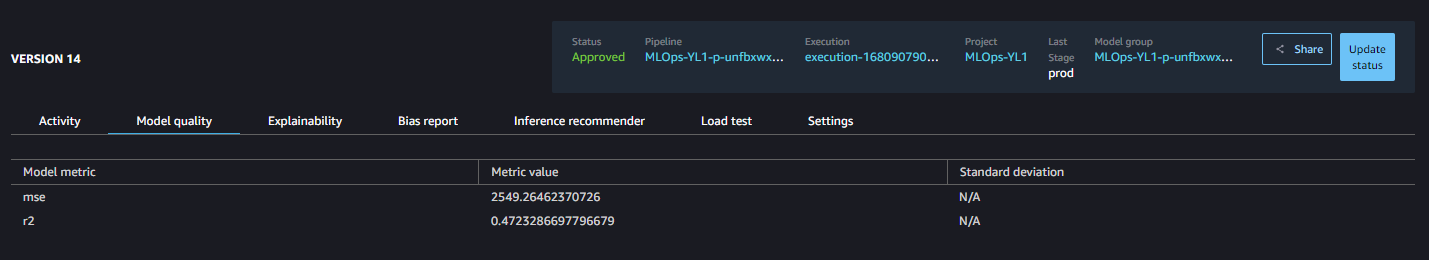 VERSION 14
Status Pipeline Execution Project Last Stage Model group
Approved MLOps-YL1-p-unfbxwx... execution-168090790... MLOps-YL1 prod MLOps-YL1-p-unfbxwx...
Share
Update status
Activity Model quality Explainability Bias report Inference recommender Load test Settings
Model metric Metric value Standard deviation
mse 2549.26462370726 N/A
r2 0.4723286697796679 N/A